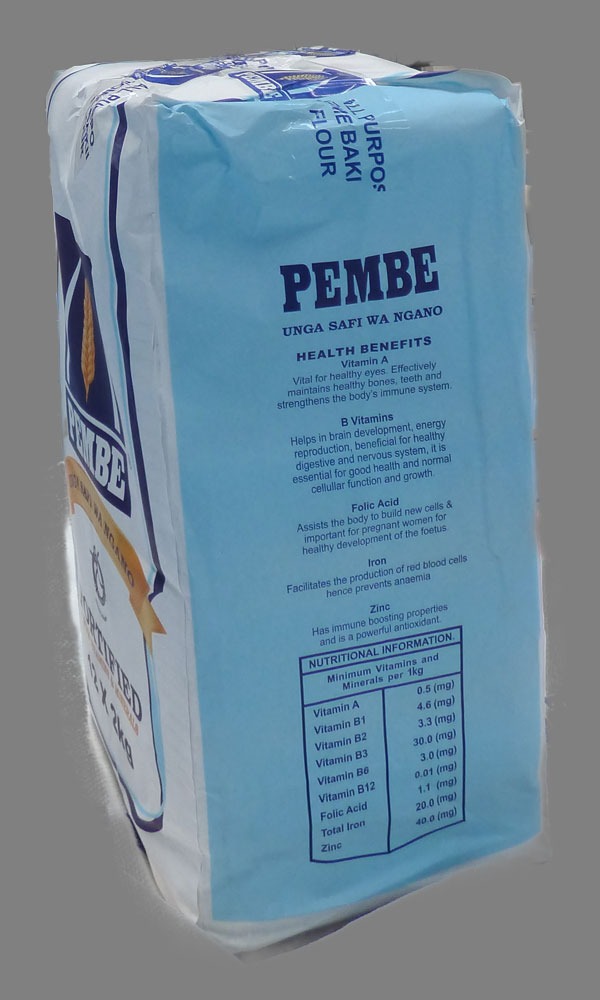 PEMBE
ALL PURPOS
ME BAKI
FLOUR
PEMBE
UNGA SAFI WA NGANO
HEALTH BENEFITS
Vitamin A
Vital for healthy eyes. Effectively
maintains healthy bones, teeth and
strengthens the body's immune system.
B Vitamins
Helps in brain development, energy
reproduction, beneficial for healthy
digestive and nervous system, it is
essential for good health and normal
cellullar function and growth.
Folic Acid
Assists the body to build new cells &
important for pregnant women for
healthy development of the foetus
Iron
Facilitates the production of red blood cells
hence prevents anaemia
Zinc
Has immune boosting properties
and is a powerful antioxidant.
NUTRITIONAL INFORMATION.
Minimum Vitamins and
Minerals per 1kg
Vitamin A 0.5 (mg)
Vitamin B1 4.6 (mg)
Vitamin B2 3.3 (mg)
Vitamin B3 30.0 (mg)
Vitamin B6 3.0 (mg)
Vitamin B12 0.01 (mg)
Folic Acid 1.1 (mg)
Total Iron 20.0 (mg)
Zinc 40.0 (mg)
PEMBE
SAFI WA NGANO
FORTIFIED
12 X 2KG